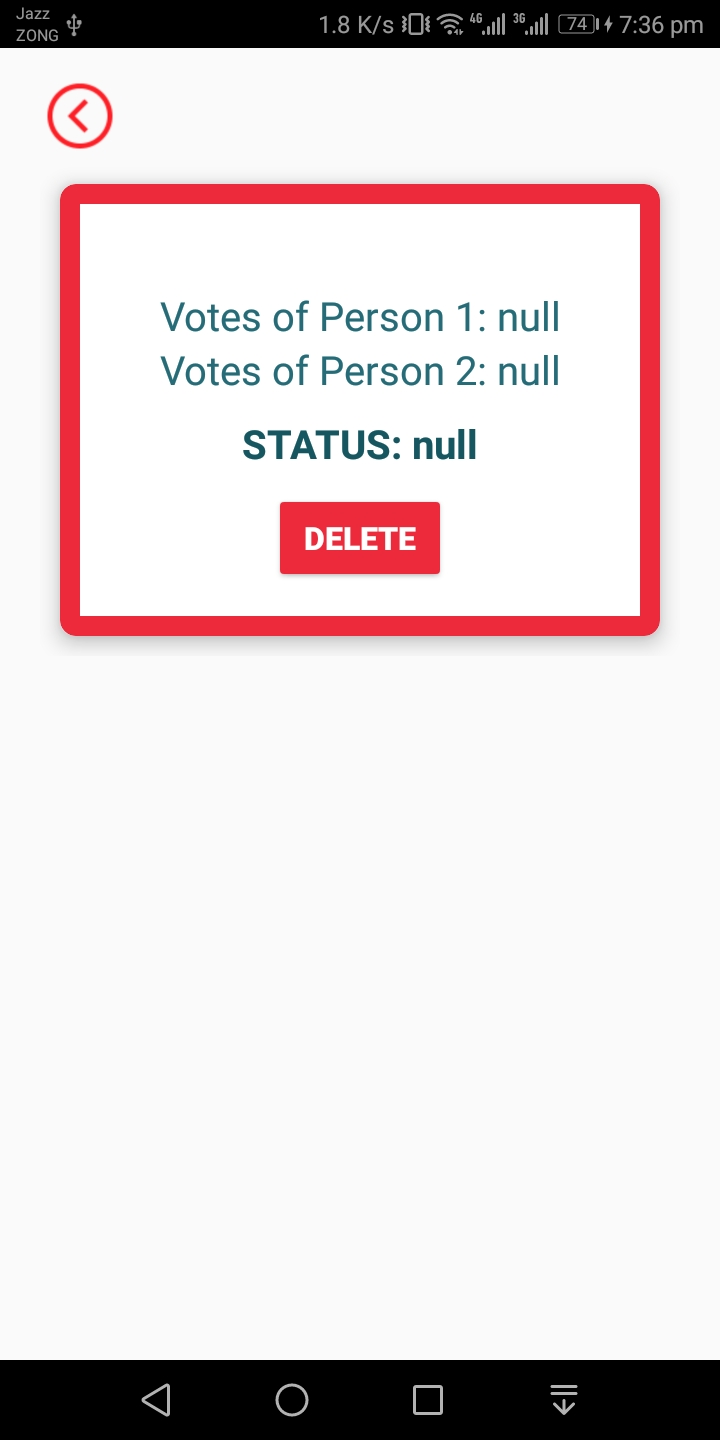 Jazz
ZONG
1.8 K/s 4G 3G 74 7:36 pm
Votes of Person 1: null
Votes of Person 2: null
STATUS: null
DELETE